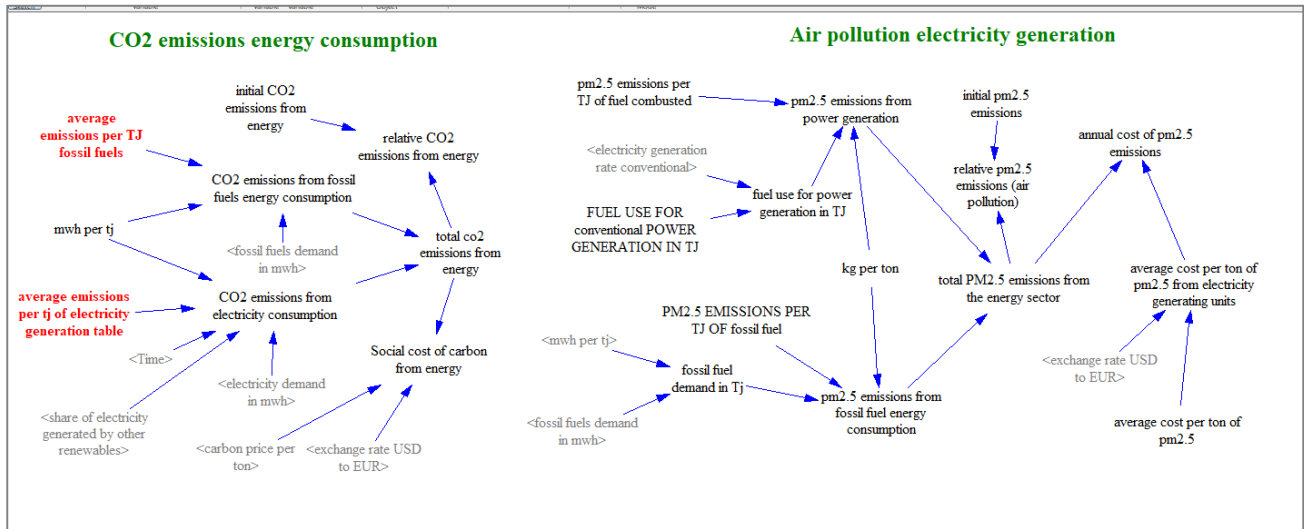 CO2 emissions energy consumption
initial CO2
emissions from
energy
average
emissions per TJ
fossil fuels
relative CO2
emissions from energy
CO2 emissions from fossil
fuels energy consumption
mwh per tj
<fossil fuels demand
in mwh>
total co2
emissions from
energy
average emissions
per tj of electricity
generation table
CO2 emissions from
electricity consumption
<Time>
<electricity demand
in mwh>
Social cost of carbon
from energy
<share of electricity
generated by other
renewables>
<carbon price per
ton>
<exchange rate USD
to EUR>
Air pollution electricity generation
pm2.5 emissions per
TJ of fuel combusted
pm2.5 emissions from
power generation
initial pm2.5
emissions
annual cost of pm2.5
emissions
<electricity generation
rate conventional>
fuel use for power
generation in TJ
relative pm2.5
emissions (air
pollution)
FUEL USE FOR
conventional POWER
GENERATION IN TJ
kg per ton
total PM2.5 emissions from
the energy sector
average cost per ton of
pm2.5 from electricity
generating units
PM2.5 EMISSIONS PER
TJ OF fossil fuel
<mwh per tj>
fossil fuel
demand in Tj
<fossil fuels demand
in mwh>
pm2.5 emissions from
fossil fuel energy
consumption
<exchange rate USD
to EUR>
average cost per ton of
pm2.5